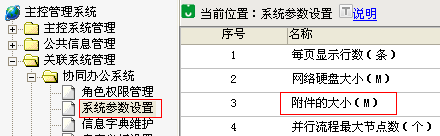 主控管理系统
主控系统管理
公共信息管理
关联系统管理
协同办公系统
角色权限管理
系统参数设置
信息字典维护
当前位置：系统参数设置 说明
序号 名称
1 每页显示行数（条）
2 网络硬盘大小（M）
3 附件的大小（M）
4 并行流程最大节点数（个）